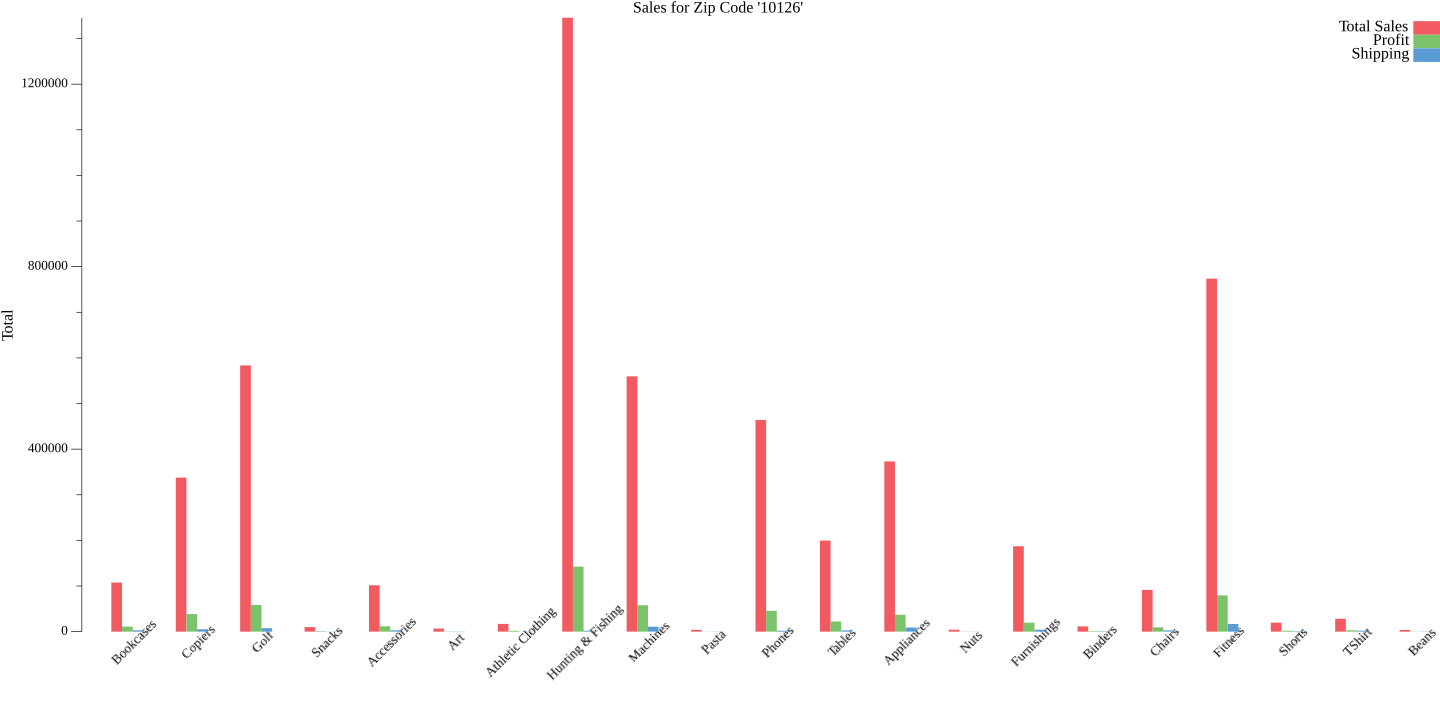 Sales for Zip Code '10126'
Total Sales
Profit
Shipping
1200000
800000
400000
0
Total
Bookcases
Copiers
Golf
Snacks
Accessories
Art
Athletic Clothing
Hunting & Fishing
Machines
Pasta
Phones
Tables
Appliances
Nuts
Furnishings
Binders
Chairs
Fitness
Shorts
TShirt
Beans